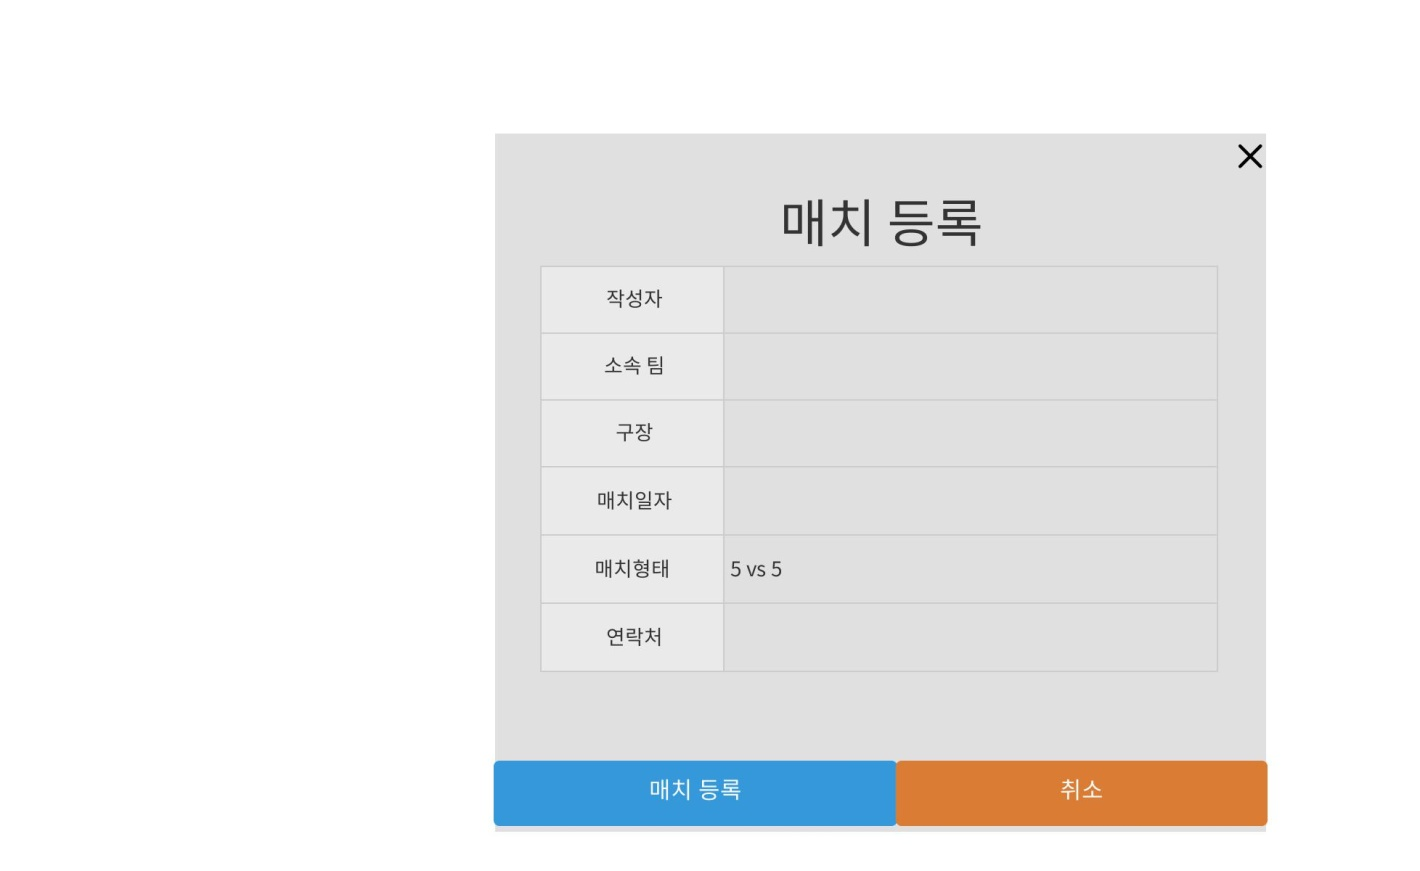 매치 등록
작성자
소속 팀
구장
매치일자
매치형태 5 vs 5
연락처
매치 등록 취소